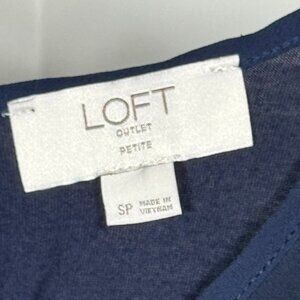 LOFT
OUTLET
PETITE
SP MADE IN
VIETNAM